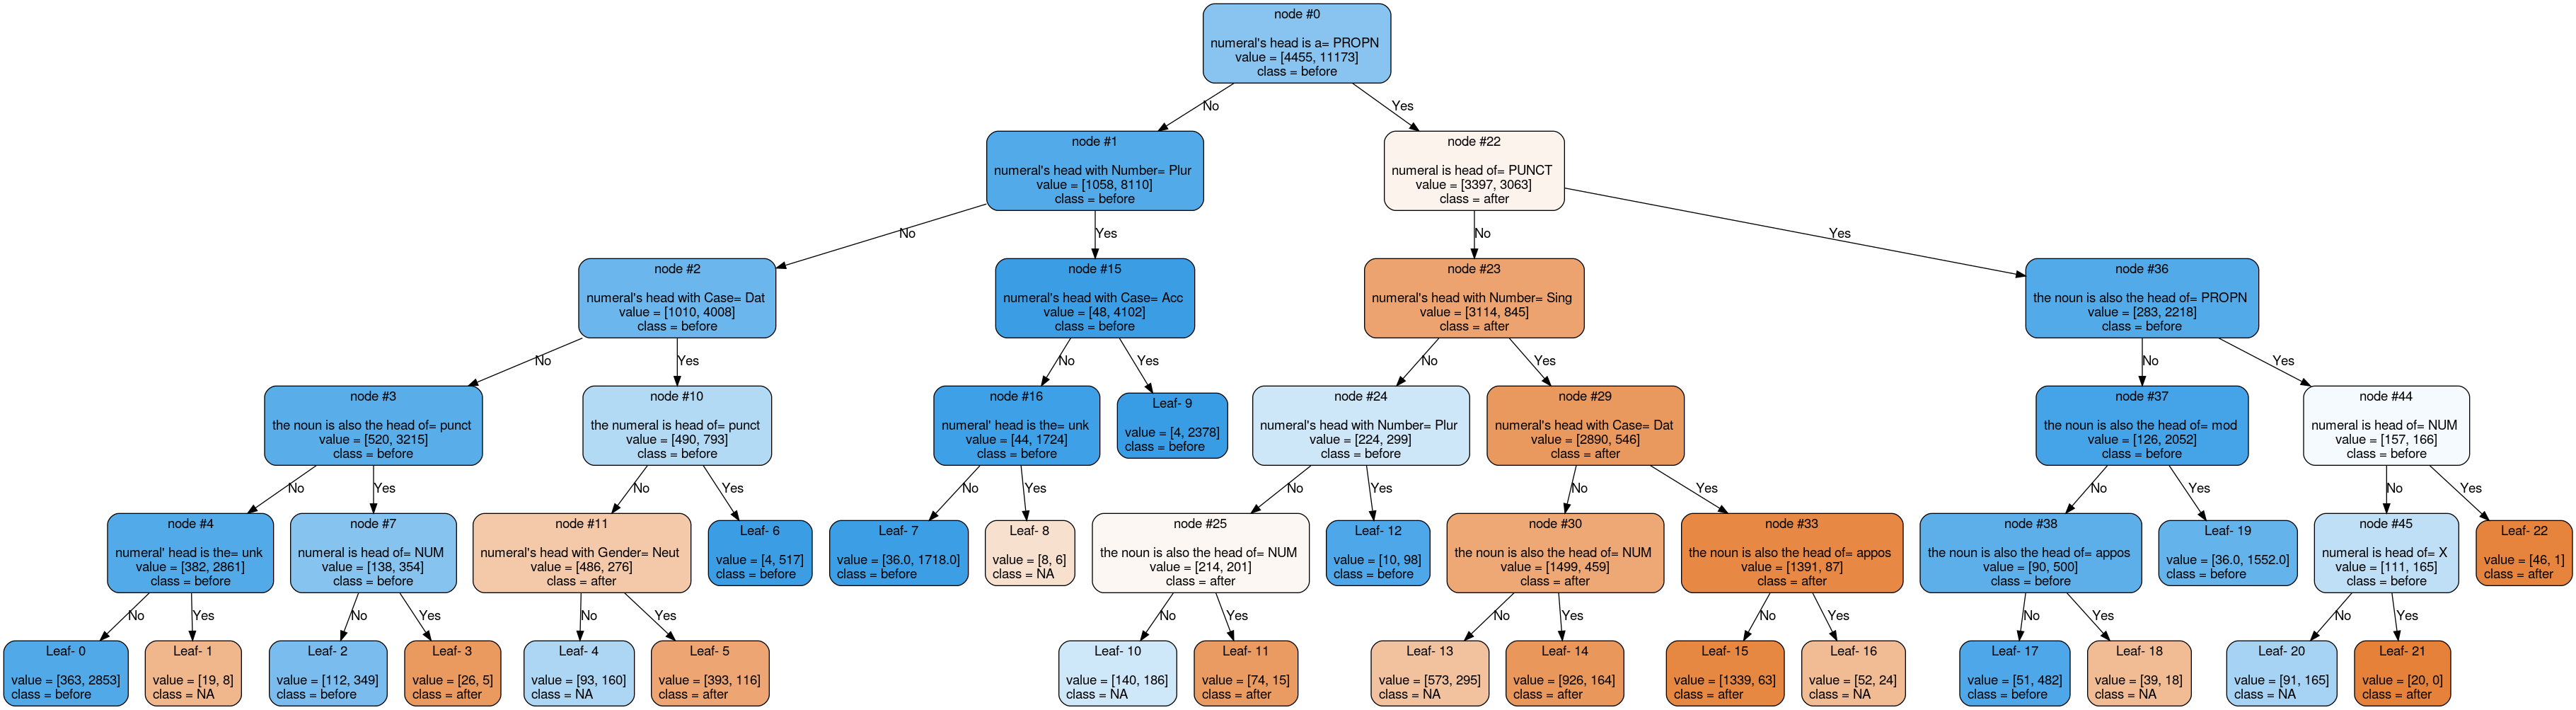 node #0
numeral's head is a= PROPN
value = [4455, 11173]
class = before
No
Yes
node #1
numeral's head with Number= Plur
value = [1058, 8110]
class = before
node #22
numeral is head of= PUNCT
value = [3397, 3063]
class = after
No
Yes
No
Yes
node #2
numeral's head with Case= Dat
value = [1010, 4008]
class = before
node #15
numeral's head with Case= Acc
value = [48, 4102]
class = before
node #23
numeral's head with Number= Sing
value = [3114, 845]
class = after
node #36
the noun is also the head of= PROPN
value = [283, 2218]
class = before
No
Yes
No
Yes
No
Yes
No
Yes
node #3
the noun is also the head of= punct
value = [520, 3215]
class = before
node #10
the numeral is head of= punct
value = [490, 793]
class = before
node #16
numeral' head is the= unk
value = [44, 1724]
class = before
Leaf- 9
value = [4, 2378]
class = before
node #24
numeral's head with Number= Plur
value = [224, 299]
class = before
node #29
numeral's head with Case= Dat
value = [2890, 546]
class = after
node #37
the noun is also the head of= mod
value = [126, 2052]
class = before
node #44
numeral is head of= NUM
value = [157, 166]
class = before
No
Yes
No
Yes
No
Yes
No
Yes
No
Yes
No
Yes
No
Yes
node #4
numeral' head is the= unk
value = [382, 2861]
class = before
node #7
numeral is head of= NUM
value = [138, 354]
class = before
node #11
numeral's head with Gender= Neut
value = [486, 276]
class = after
Leaf- 6
value = [4, 517]
class = before
Leaf- 7
value = [36.0, 1718.0]
class = before
Leaf- 8
value = [8, 6]
class = NA
node #25
the noun is also the head of= NUM
value = [214, 201]
class = after
Leaf- 12
value = [10, 98]
class = before
node #30
the noun is also the head of= NUM
value = [1499, 459]
class = after
node #33
the noun is also the head of= appos
value = [1391, 87]
class = after
node #38
the noun is also the head of= appos
value = [90, 500]
class = before
Leaf- 19
value = [36.0, 1552.0]
class = before
node #45
numeral is head of= X
value = [111, 165]
class = before
Leaf- 22
value = [46, 1]
class = after
No
Yes
No
Yes
No
Yes
No
Yes
No
Yes
No
Yes
No
Yes
No
Yes
Leaf- 0
value = [363, 2853]
class = before
Leaf- 1
value = [19, 8]
class = NA
Leaf- 2
value = [112, 349]
class = before
Leaf- 3
value = [26, 5]
class = after
Leaf- 4
value = [93, 160]
class = NA
Leaf- 5
value = [393, 116]
class = after
Leaf- 10
value = [140, 186]
class = NA
Leaf- 11
value = [74, 15]
class = after
Leaf- 13
value = [573, 295]
class = NA
Leaf- 14
value = [926, 164]
class = after
Leaf- 15
value = [1339, 63]
class = after
Leaf- 16
value = [52, 24]
class = NA
Leaf- 17
value = [51, 482]
class = before
Leaf- 18
value = [39, 18]
class = NA
Leaf- 20
value = [91, 165]
class = NA
Leaf- 21
value = [20, 0]
class = after